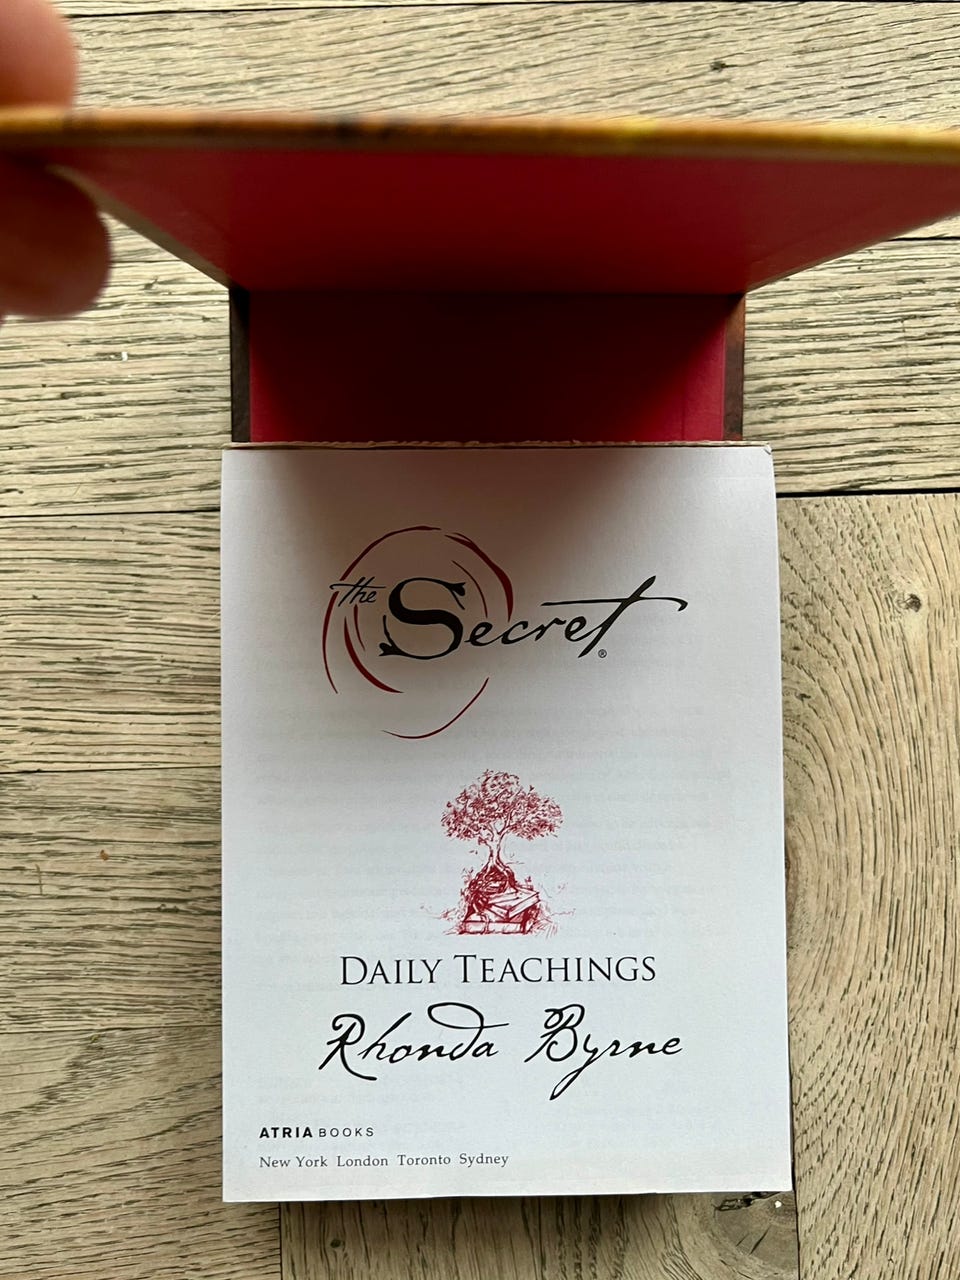 the Secret®
DAILY TEACHINGS
Rhonda Byrne
ATRIA BOOKS
New York London Toronto Sydney